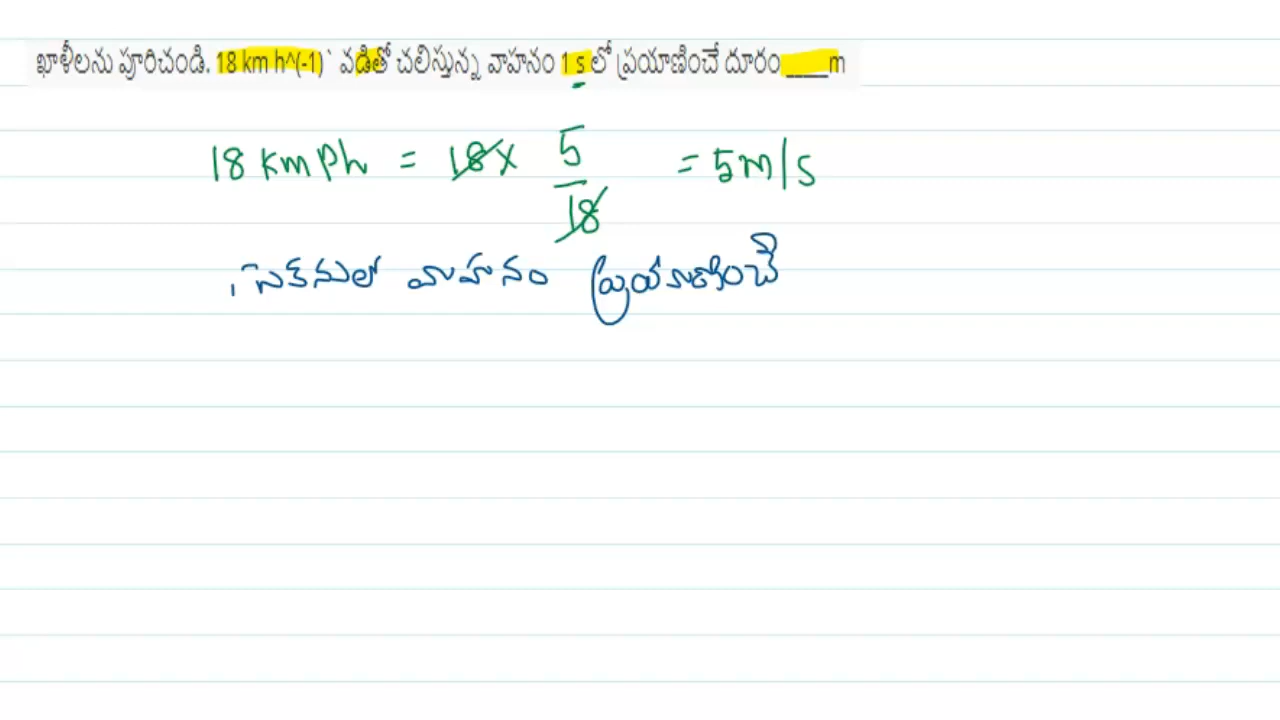 ఖాళీలను పూరించండి. 18 km h^(-1)` వడితో చలిస్తున్న వాహనం 1 s లో ప్రయాణించే దూరం ____m
18 KmPh = 18 x 5/18 = 5m/s
1 సెకనులో వాహనం ప్రయాణించే